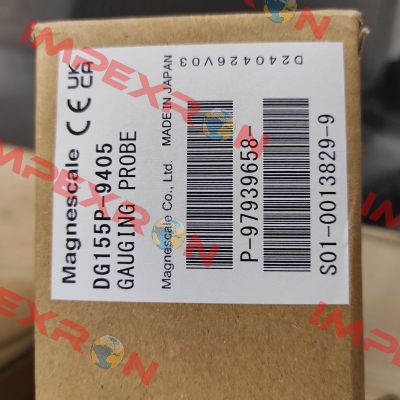 Magnescale CE UK CA
DG155P-9405
GAUGING PROBE
Magnescale Co., Ltd. MADE IN JAPAN
P-97939658
S01-0013829-9
D240426V03
IMPEXRON
IMPEXRON
IMPEXRON